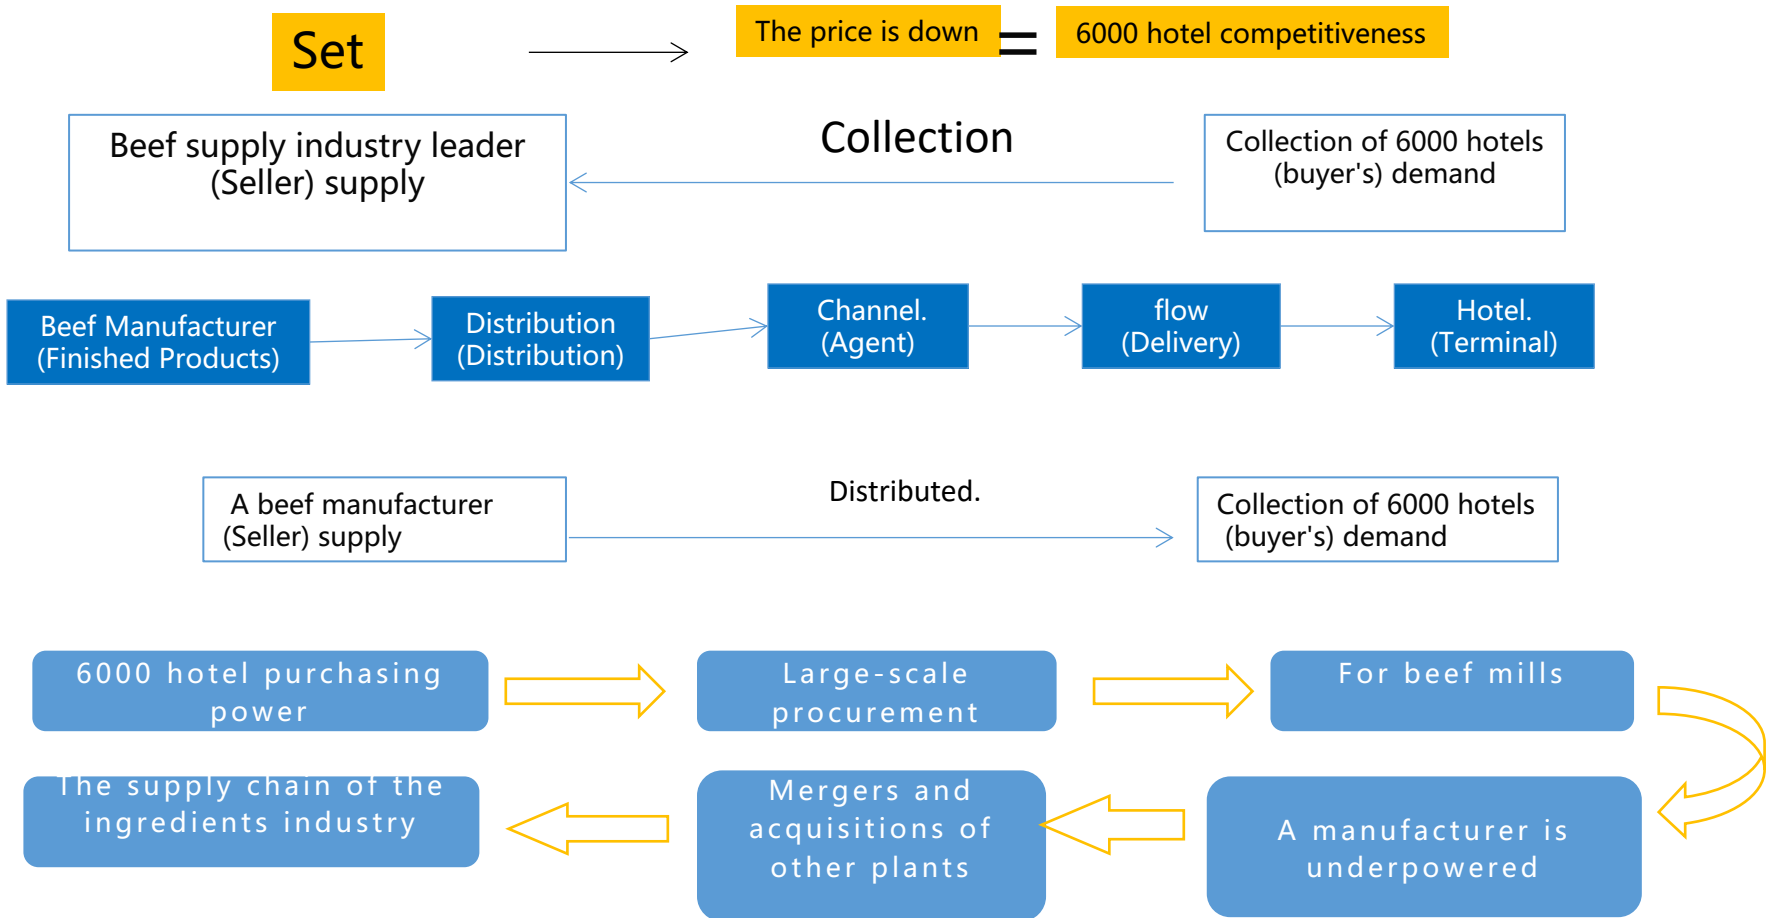 Set
The price is down
=
6000 hotel competitiveness
Beef supply industry leader
(Seller) supply
Collection
Collection of 6000 hotels
(buyer's) demand
Beef Manufacturer
(Finished Products)
Distribution
(Distribution)
Channel.
(Agent)
flow
(Delivery)
Hotel.
(Terminal)
A beef manufacturer
(Seller) supply
Distributed.
Collection of 6000 hotels
(buyer's) demand
6000 hotel purchasing
power
Large-scale
procurement
For beef mills
The supply chain of the
ingredients industry
Mergers and
acquisitions of
other plants
A manufacturer is
underpowered